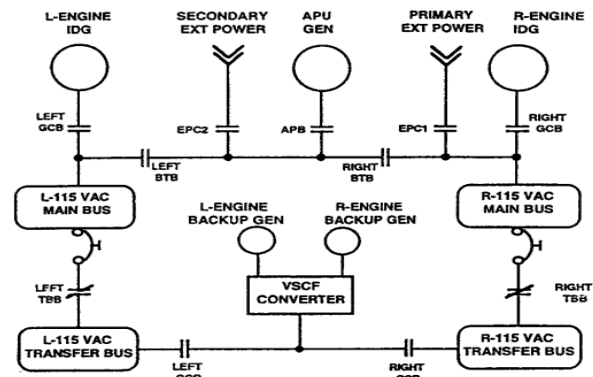 L-ENGINE
IDG
SECONDARY
EXT POWER
APU
GEN
PRIMARY
EXT POWER
R-ENGINE
IDG
LEFT
GCB
EPC2
APB
EPC1
RIGHT
GCB
LEFT
BTB
RIGHT
BTB
L-115 VAC
MAIN BUS
L-ENGINE
BACKUP GEN
R-ENGINE
BACKUP GEN
R-115 VAC
MAIN BUS
LEFT
TBB
VSCF
CONVERTER
RIGHT
TBB
L-115 VAC
TRANSFER BUS
LEFT
RIGHT
R-115 VAC
TRANSFER BUS